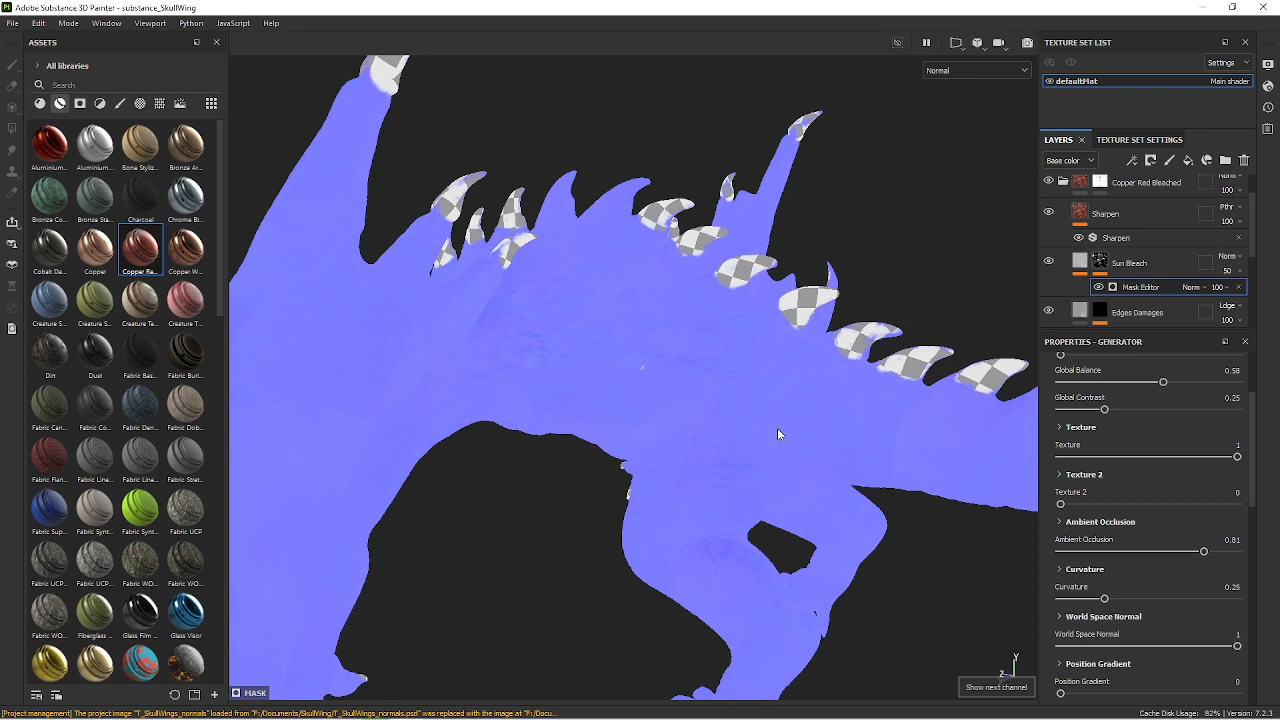 Adobe Substance 3D Painter - substance_SkullWing
File Edit Mode Window Viewport Python JavaScript Help
ASSETS
All libraries
Search
Aluminium... Aluminium... Bone Styliz... Bronze Ar...
Bronze Co... Bronze Sta... Charcoal Chrome Bl...
Cobalt Da... Copper Copper Re... Copper W...
Creature S... Creature S... Creature Te... Creature T...
Dirt Dust Fabric Bas... Fabric Burl...
Fabric Can... Fabric Co... Fabric Den... Fabric Dob...
Fabric Flan... Fabric Line... Fabric Line... Fabric Stret...
Fabric Sup... Fabric Synt... Fabric Synt... Fabric UCP
Fabric UCP... Fabric UCP... Fabric WO... Fabric WO...
Fabric WO... Fiberglass ... Glass Film ... Glass Visor
Normal
Y
Z
Show next channel
MASK
TEXTURE SET LIST
Settings
defaultMat Main shader
LAYERS TEXTURE SET SETTINGS
Base color
Copper Red Bleached Norm 100
Sharpen Pthr 100
Sharpen
Sun Bleach Norm 50
Mask Editor Norm 100
Edges Damages Ldge 100
PROPERTIES - GENERATOR
Global Balance 0.58
Global Contrast 0.25
Texture
Texture 1
Texture 2
Texture 2 0
Ambient Occlusion
Ambient Occlusion 0.81
Curvature
Curvature 0.25
World Space Normal
World Space Normal 1
Position Gradient
Position Gradient 0
Cache Disk Usage: 82% | Version: 7.2.3